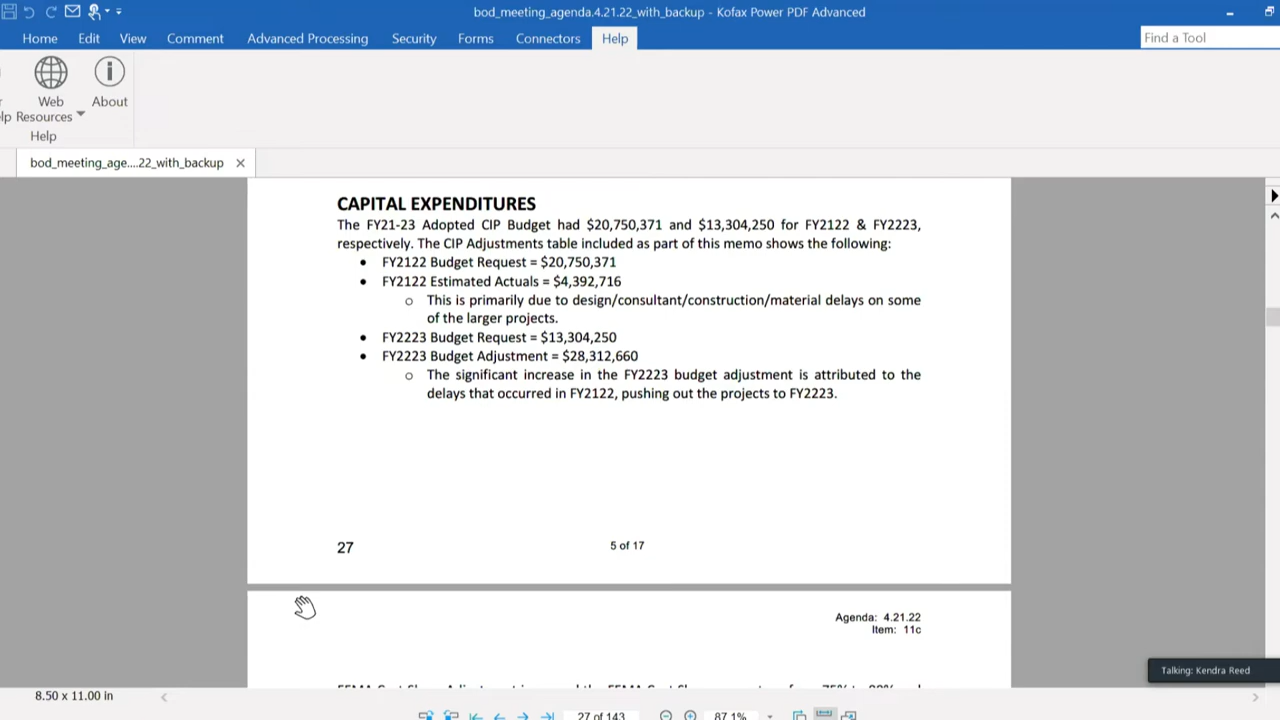 bod_meeting_agenda.4.21.22_with_backup - Kofax Power PDF Advanced
Home Edit View Comment Advanced Processing Security Forms Connectors Help
Find a Tool
Web About
lp Resources
Help
bod_meeting_age....22_with_backup
CAPITAL EXPENDITURES
The FY21-23 Adopted CIP Budget had $20,750,371 and $13,304,250 for FY2122 & FY2223,
respectively. The CIP Adjustments table included as part of this memo shows the following:
• FY2122 Budget Request = $20,750,371
• FY2122 Estimated Actuals = $4,392,716
o This is primarily due to design/consultant/construction/material delays on some
of the larger projects.
• FY2223 Budget Request = $13,304,250
• FY2223 Budget Adjustment = $28,312,660
o The significant increase in the FY2223 budget adjustment is attributed to the
delays that occurred in FY2122, pushing out the projects to FY2223.
27 5 of 17
Agenda: 4.21.22
Item: 11c
Talking: Kendra Reed
8.50 x 11.00 in
27 of 143 87.1%